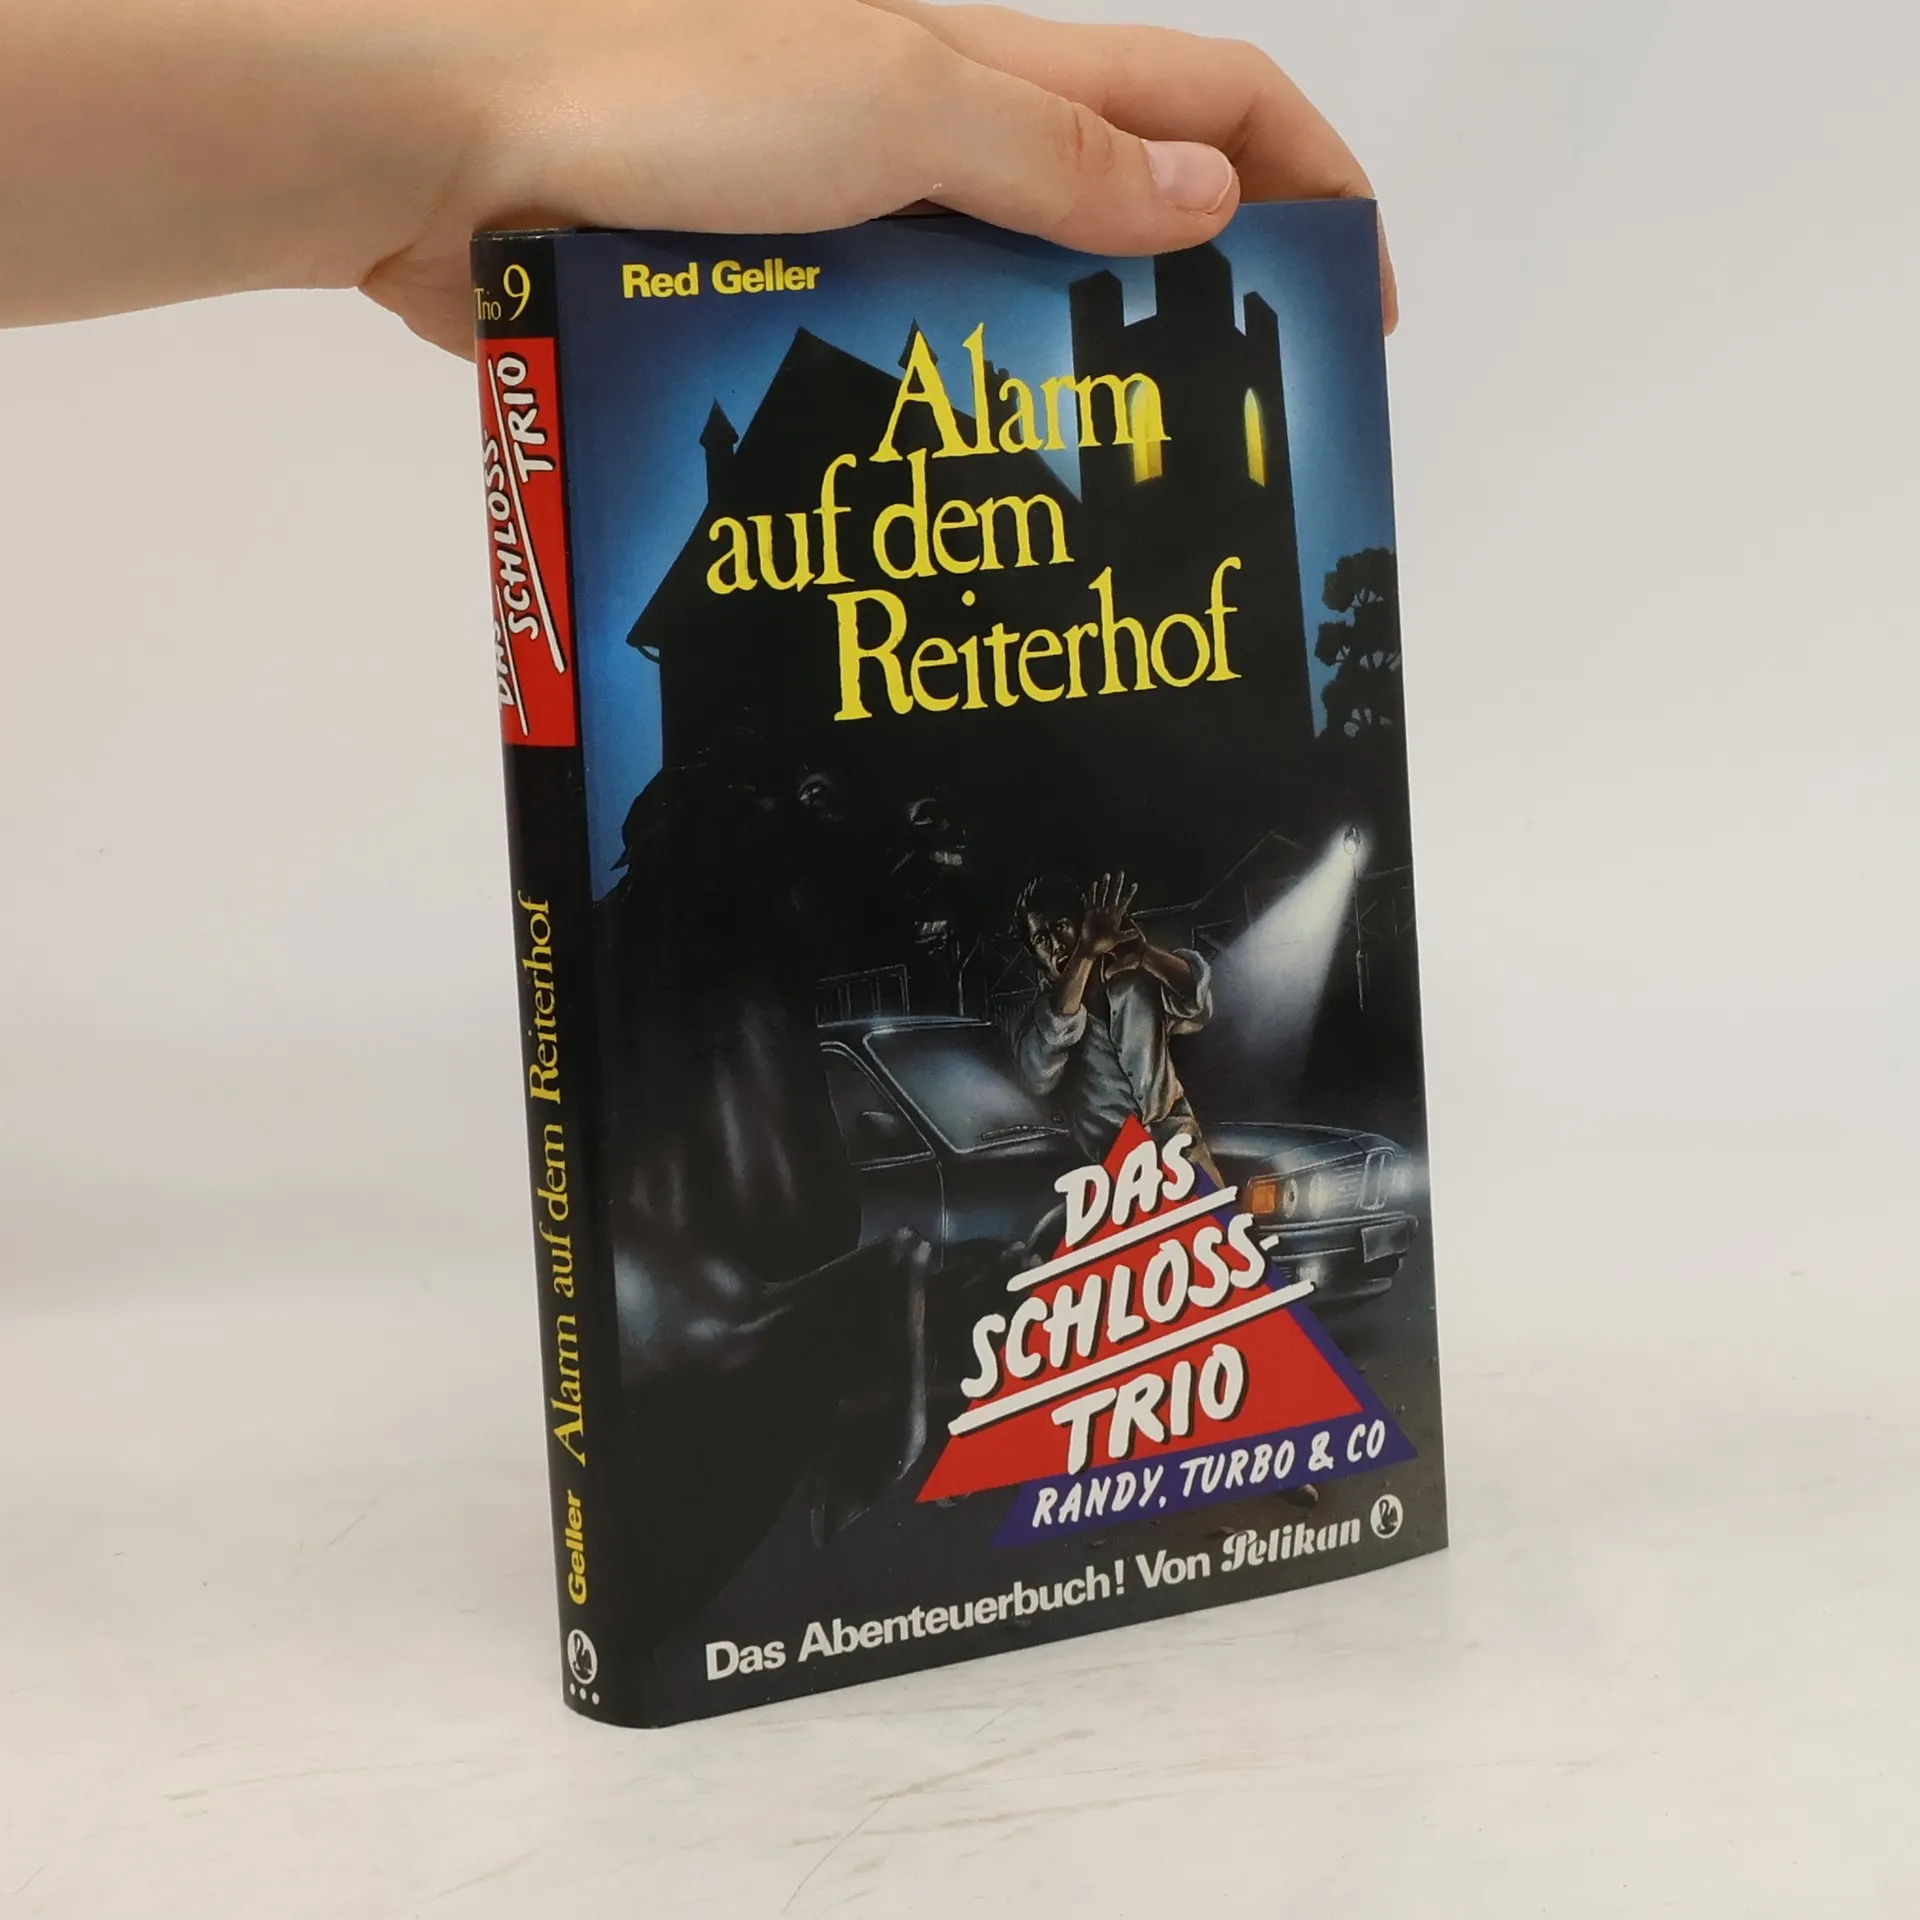 Trio 9
DAS
SCHLOSS-
TRIO
Geller Alarm auf dem Reiterhof
Red Geller
Alarm
auf dem
Reiterhof
DAS
SCHLOSS-
TRIO
RANDY, TURBO & CO
Das Abenteuerbuch! Von Pelikan